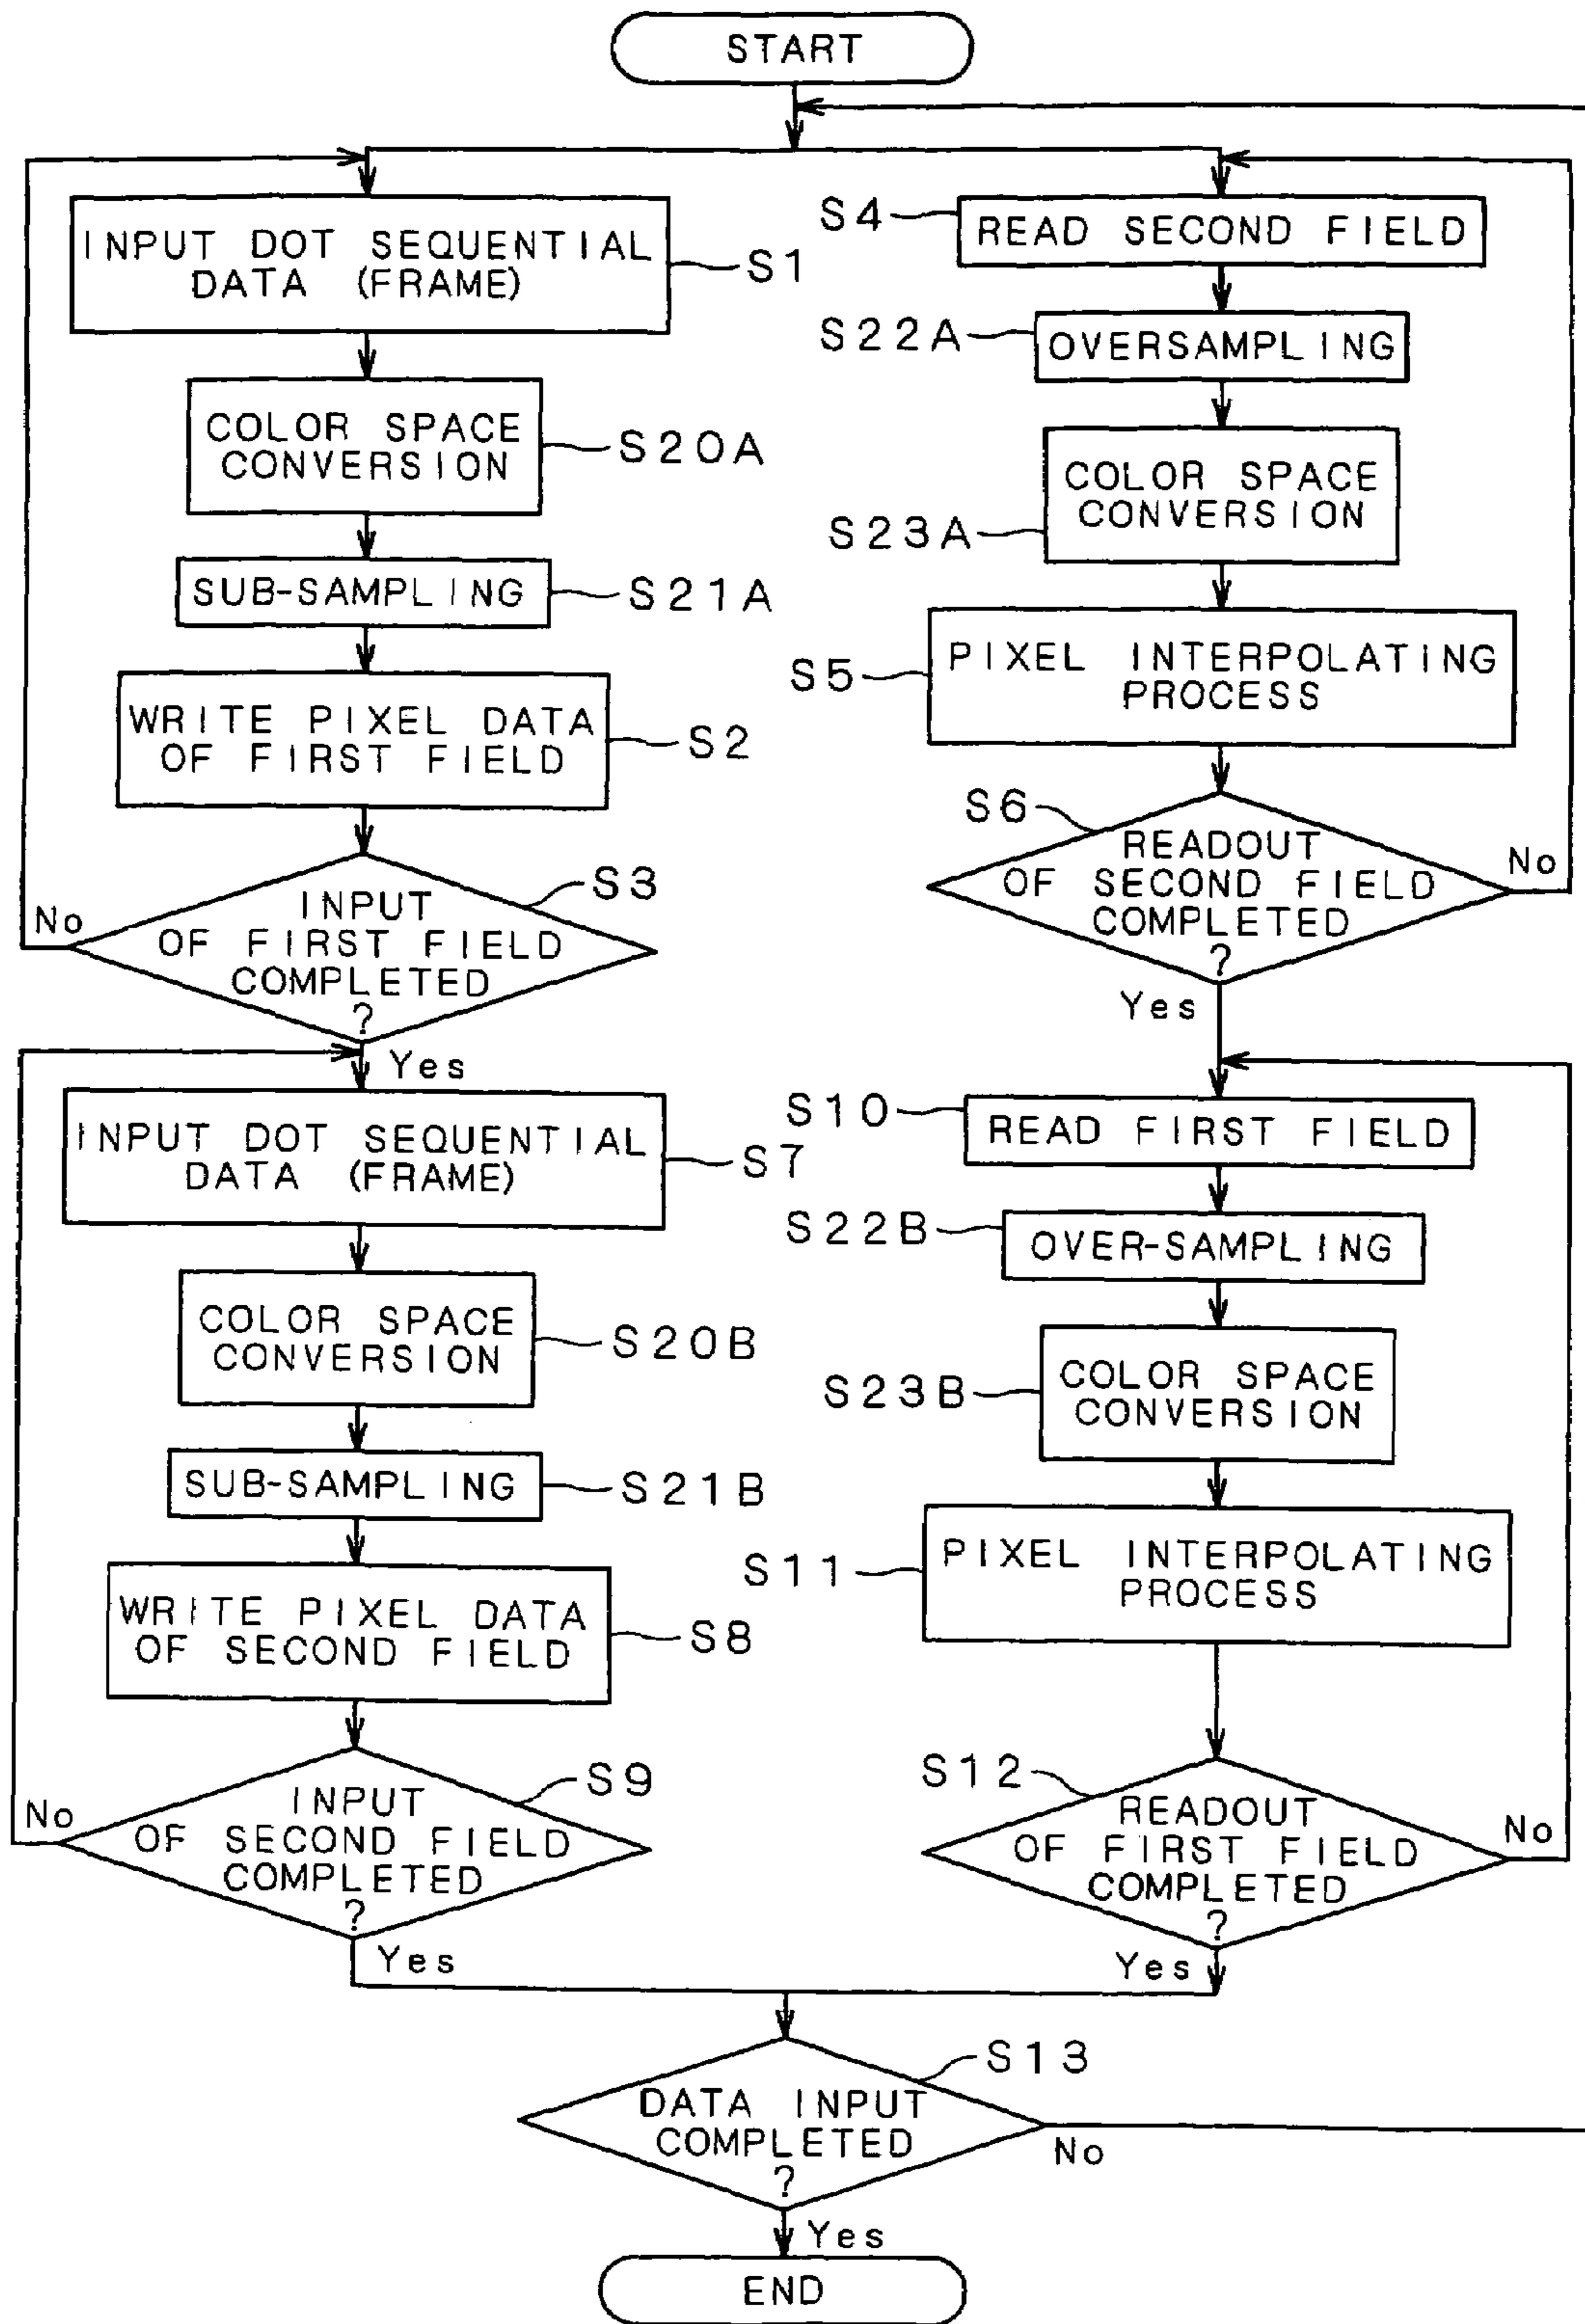 START
INPUT DOT SEQUENTIAL
DATA (FRAME)
S1
COLOR SPACE
CONVERSION
S20A
SUB-SAMPLING
S21A
WRITE PIXEL DATA
OF FIRST FIELD
S2
S3
INPUT
OF FIRST FIELD
COMPLETED
?
No
Yes
INPUT DOT SEQUENTIAL
DATA (FRAME)
S7
COLOR SPACE
CONVERSION
S20B
SUB-SAMPLING
S21B
WRITE PIXEL DATA
OF SECOND FIELD
S8
S9
INPUT
OF SECOND FIELD
COMPLETED
?
No
Yes
S4
READ SECOND FIELD
S22A
OVERSAMPLING
COLOR SPACE
CONVERSION
S23A
S5
PIXEL INTERPOLATING
PROCESS
S6
READOUT
OF SECOND FIELD
COMPLETED
?
No
Yes
S10
READ FIRST FIELD
S22B
OVER-SAMPLING
S23B
COLOR SPACE
CONVERSION
S11
PIXEL INTERPOLATING
PROCESS
S12
READOUT
OF FIRST FIELD
COMPLETED
?
No
Yes
S13
DATA INPUT
COMPLETED
?
No
Yes
END